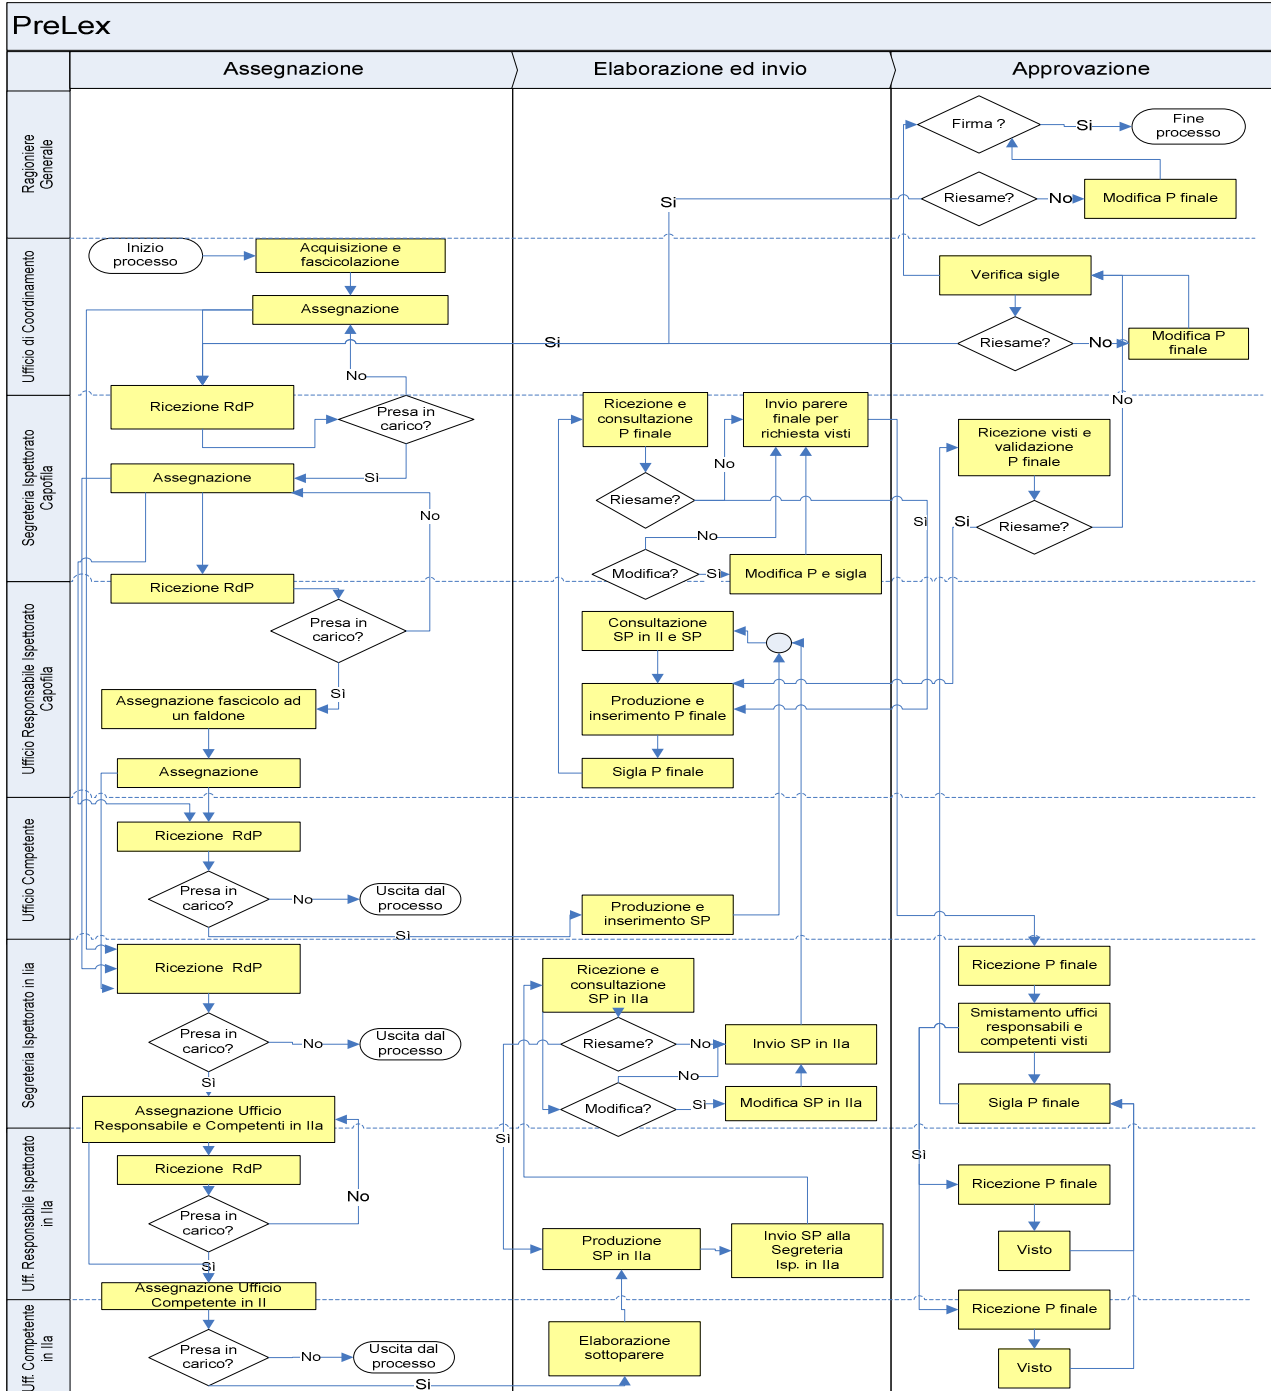 PreLex
Assegnazione
Elaborazione ed invio
Approvazione
Ragioniere
Generale
Firma ?
Si
Fine
processo
Riesame?
No
Modifica P finale
Si
Ufficio di Coordinamento
Inizio
processo
Acquisizione e
fascicolazione
Assegnazione
Si
Verifica sigle
Riesame?
No
Modifica P
finale
No
Segreteria Ispettorato
Capofila
Ricezione RdP
Presa in
carico?
No
Sì
Assegnazione
No
Ricezione e
consultazione
P finale
Invio parere
finale per
richiesta visti
No
Riesame?
Sì
No
Modifica?
Sì
Modifica P e sigla
Ricezione visti e
validazione
P finale
Si
Riesame?
Ufficio Responsabile Ispettorato
Capofila
Ricezione RdP
Presa in
carico?
Sì
Assegnazione fascicolo ad
un faldone
Assegnazione
Consultazione
SP in II e SP
Produzione e
inserimento P finale
Sigla P finale
Ufficio Competente
Ricezione  RdP
Presa in
carico?
No
Uscita dal
processo
Sì
Produzione e
inserimento SP
Segreteria Ispettorato in Iia
Ricezione  RdP
Presa in
carico?
No
Uscita dal
processo
Sì
Assegnazione Ufficio
Responsabile e Competenti in IIa
Ricezione e
consultazione
SP in IIa
Riesame?
No
Invio SP in IIa
No
Modifica?
Sì
Modifica SP in IIa
Sì
Ricezione P finale
Smistamento uffici
responsabili e
competenti visti
Sigla P finale
Sì
Uff. Responsabile Ispettorato
in IIa
Ricezione  RdP
Presa in
carico?
No
Sì
Assegnazione Ufficio
Competente in II
Produzione
SP in IIa
Invio SP alla
Segreteria
Isp. in IIa
Ricezione P finale
Visto
Uff. Competente
in IIa
Presa in
carico?
No
Uscita dal
processo
Si
Elaborazione
sottoparere
Ricezione P finale
Visto